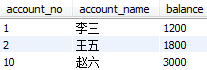 account_no account_name balance
1 李三 1200
2 王五 1800
10 赵六 3000